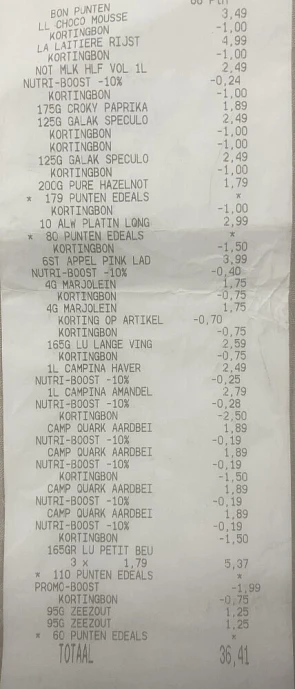 BON PUNTEN
LL CHOCO MOUSSE 3,49
KORTINGBON -1,00
LA LAITIERE RIJST 4,99
KORTINGBON -1,00
NOT MLK HLF VOL 1L 2,49
NUTRI-BOOST -10% -0,24
KORTINGBON -1,00
175G CROKY PAPRIKA 1,89
125G GALAK SPECULO 2,49
KORTINGBON -1,00
KORTINGBON -1,00
125G GALAK SPECULO 2,49
KORTINGBON -1,00
200G PURE HAZELNOT 1,79
* 179 PUNTEN EDEALS *
KORTINGBON -1,00
10 ALW PLATIN LONG 2,99
* 80 PUNTEN EDEALS *
KORTINGBON -1,50
6ST APPEL PINK LAD 3,99
NUTRI-BOOST -10% -0,40
4G MARJOLEIN 1,75
KORTINGBON -0,75
4G MARJOLEIN 1,75
KORTING OP ARTIKEL -0,70
KORTINGBON -0,75
165G LU LANGE VING 2,59
KORTINGBON -0,75
1L CAMPINA HAVER 2,49
NUTRI-BOOST -10% -0,25
1L CAMPINA AMANDEL 2,79
NUTRI-BOOST -10% -0,28
KORTINGBON -2,50
CAMP QUARK AARDBEI 1,89
NUTRI-BOOST -10% -0,19
CAMP QUARK AARDBEI 1,89
NUTRI-BOOST -10% -0,19
KORTINGBON -1,50
CAMP QUARK AARDBEI 1,89
NUTRI-BOOST -10% -0,19
CAMP QUARK AARDBEI 1,89
NUTRI-BOOST -10% -0,19
KORTINGBON -1,50
165GR LU PETIT BEU
3 x 1,79 5,37
* 110 PUNTEN EDEALS *
PROMO-BOOST -1,99
KORTINGBON -0,75
95G ZEEZOUT 1,25
95G ZEEZOUT 1,25
* 60 PUNTEN EDEALS *
TOTAAL 36,41